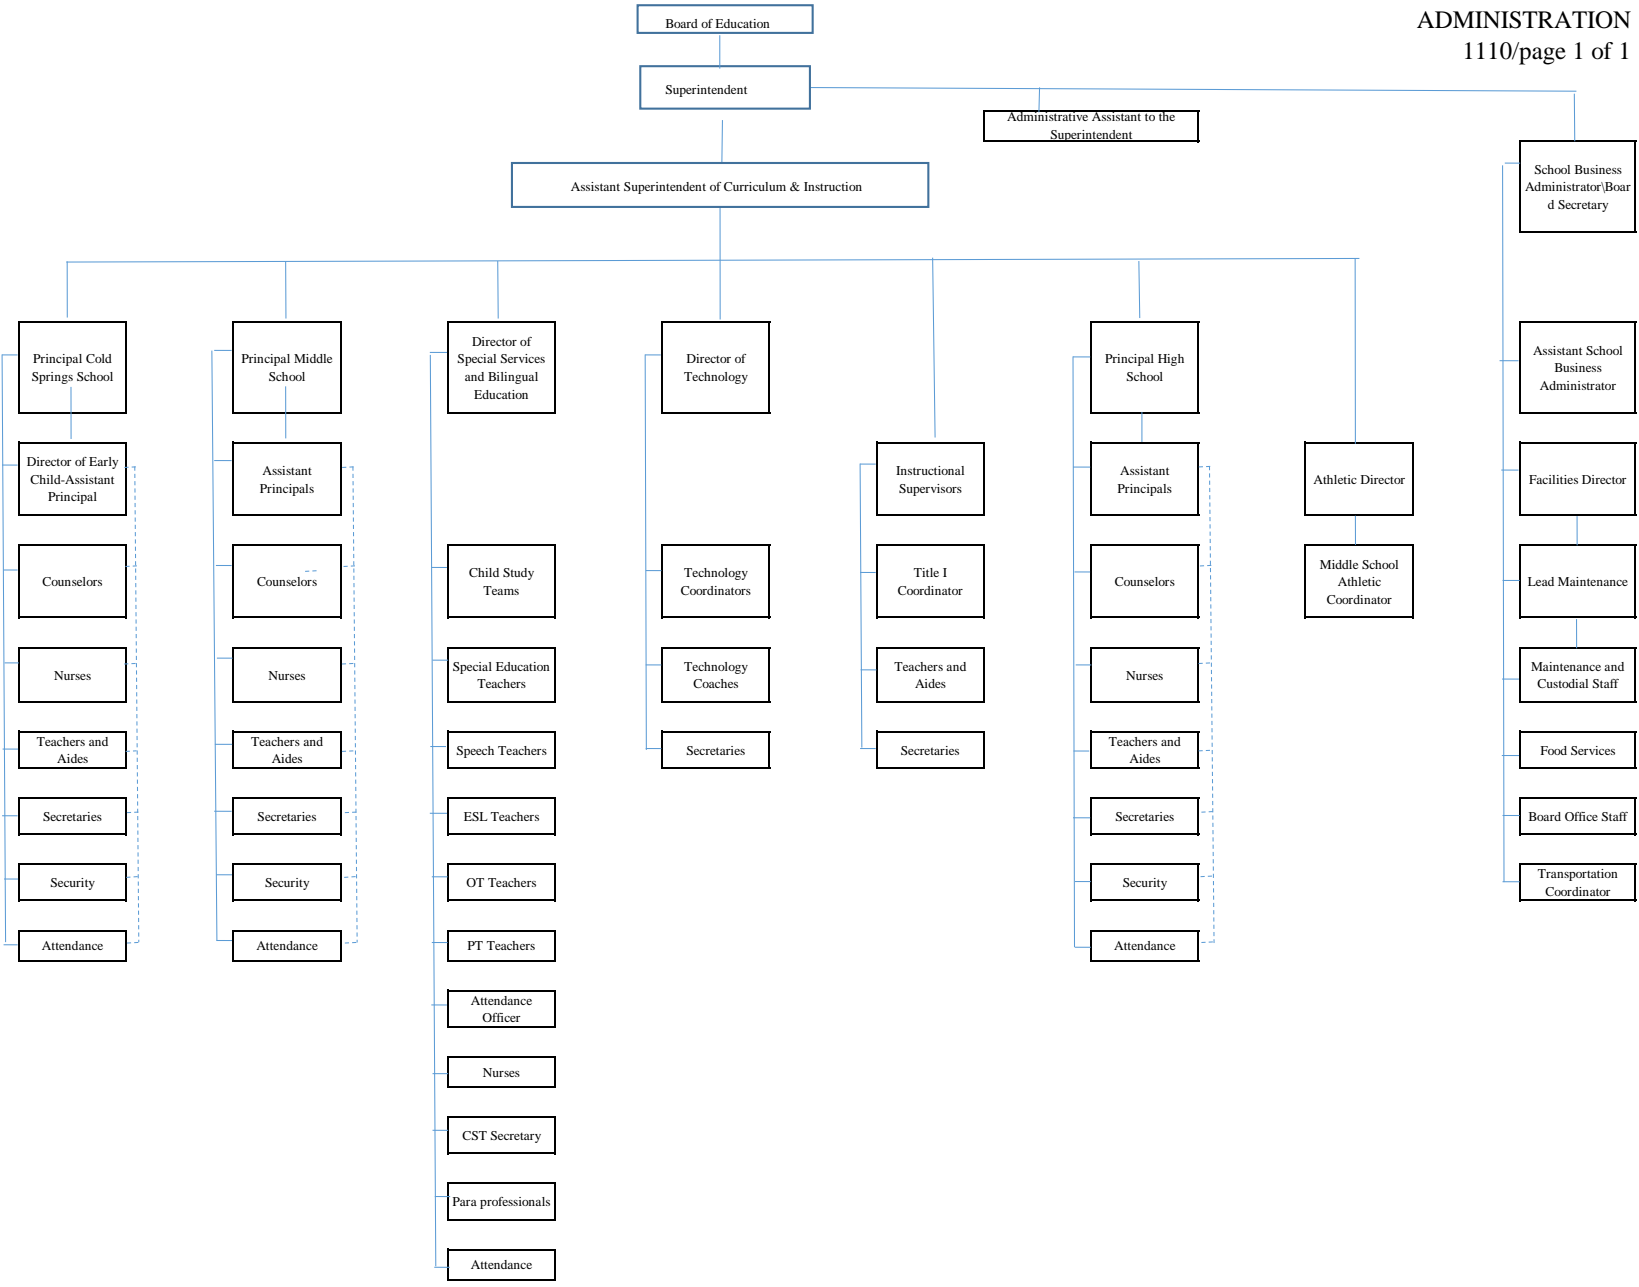 ADMINISTRATION
1110/page 1 of 1
Board of Education
Superintendent
Administrative Assistant to the
Superintendent
Assistant Superintendent of Curriculum & Instruction
School Business
Administrator\Boar
d Secretary
Principal Cold
Springs School
Principal Middle
School
Director of
Special Services
and Bilingual
Education
Director of
Technology
Principal High
School
Assistant School
Business
Administrator
Director of Early
Child-Assistant
Principal
Assistant
Principals
Instructional
Supervisors
Assistant
Principals
Athletic Director
Facilities Director
Counselors
Counselors
Child Study
Teams
Technology
Coordinators
Title I
Coordinator
Counselors
Middle School
Athletic
Coordinator
Lead Maintenance
Nurses
Nurses
Special Education
Teachers
Technology
Coaches
Teachers and
Aides
Nurses
Maintenance and
Custodial Staff
Teachers and
Aides
Teachers and
Aides
Speech Teachers
Secretaries
Secretaries
Teachers and
Aides
Food Services
Secretaries
Secretaries
ESL Teachers
Secretaries
Board Office Staff
Security
Security
OT Teachers
Security
Transportation
Coordinator
Attendance
Attendance
PT Teachers
Attendance
Attendance
Officer
Nurses
CST Secretary
Para professionals
Attendance